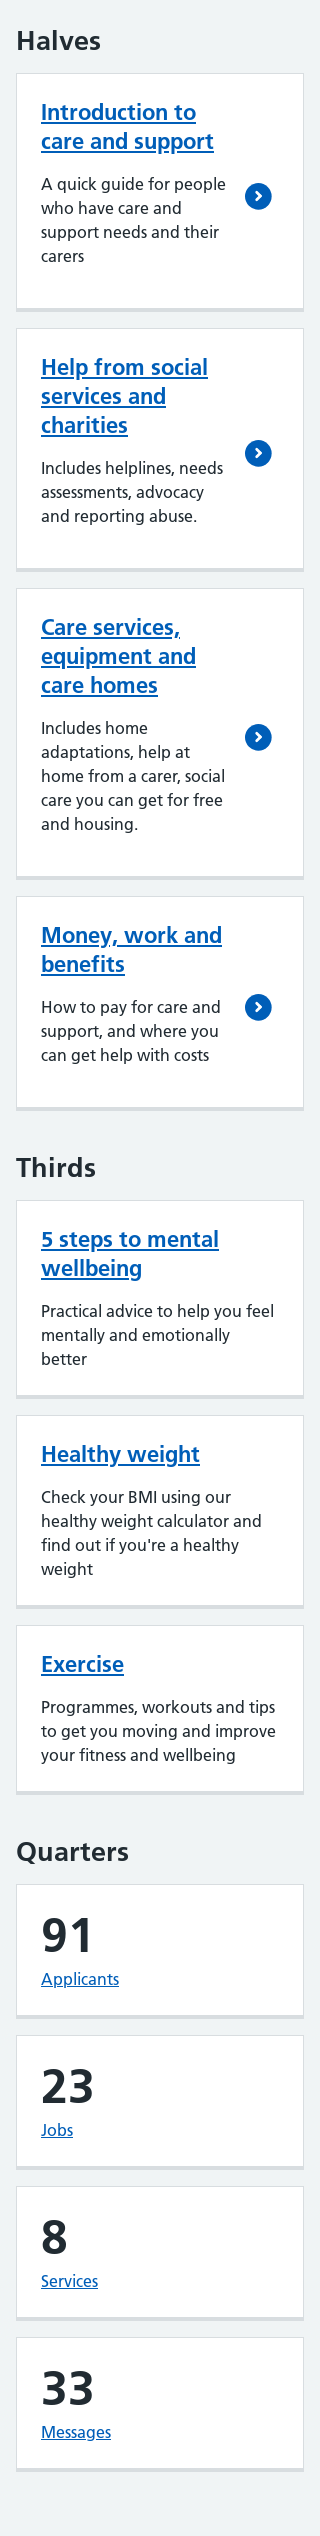 Halves
Introduction to
care and support
A quick guide for people
who have care and
support needs and their
carers
Help from social
services and
charities
Includes helplines, needs
assessments, advocacy
and reporting abuse.
Care services,
equipment and
care homes
Includes home
adaptations, help at
home from a carer, social
care you can get for free
and housing.
Money, work and
benefits
How to pay for care and
support, and where you
can get help with costs
Thirds
5 steps to mental
wellbeing
Practical advice to help you feel
mentally and emotionally
better
Healthy weight
Check your BMI using our
healthy weight calculator and
find out if you're a healthy
weight
Exercise
Programmes, workouts and tips
to get you moving and improve
your fitness and wellbeing
Quarters
91
Applicants
23
Jobs
8
Services
33
Messages